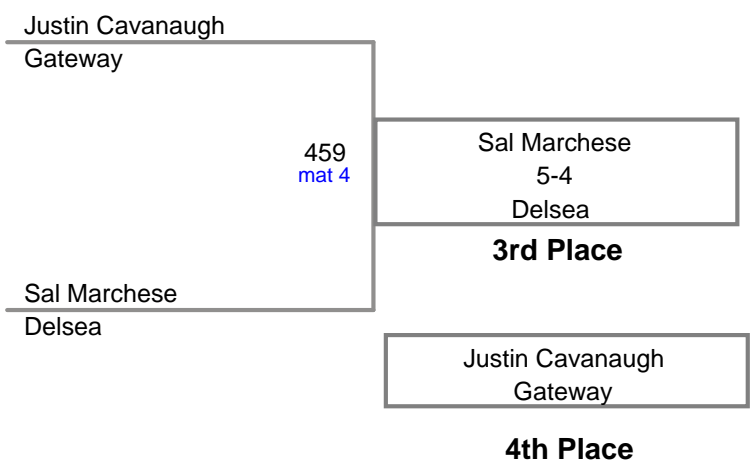 Justin Cavanaugh
Gateway
459
mat 4
Sal Marchese
5-4
Delsea
3rd Place
Sal Marchese
Delsea
Justin Cavanaugh
Gateway
4th Place